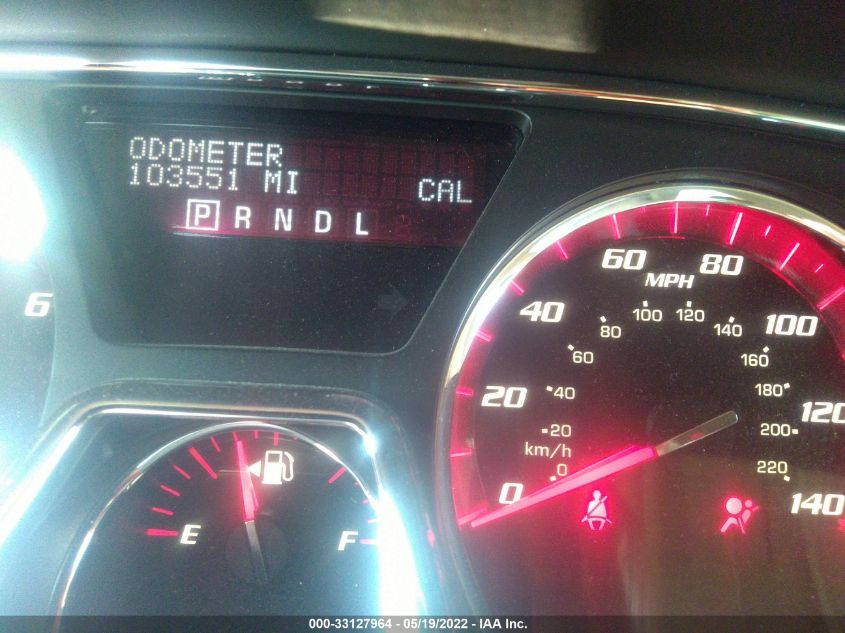 ODOMETER
103551 MI
CAL
P R N D L
6
60 80
MPH
40 100
100 120
80 140
60 160
20 120
40 180
20 200
km/h
0 220
0 140
E F
000-33127964 - 05/19/2022 - IAA Inc.